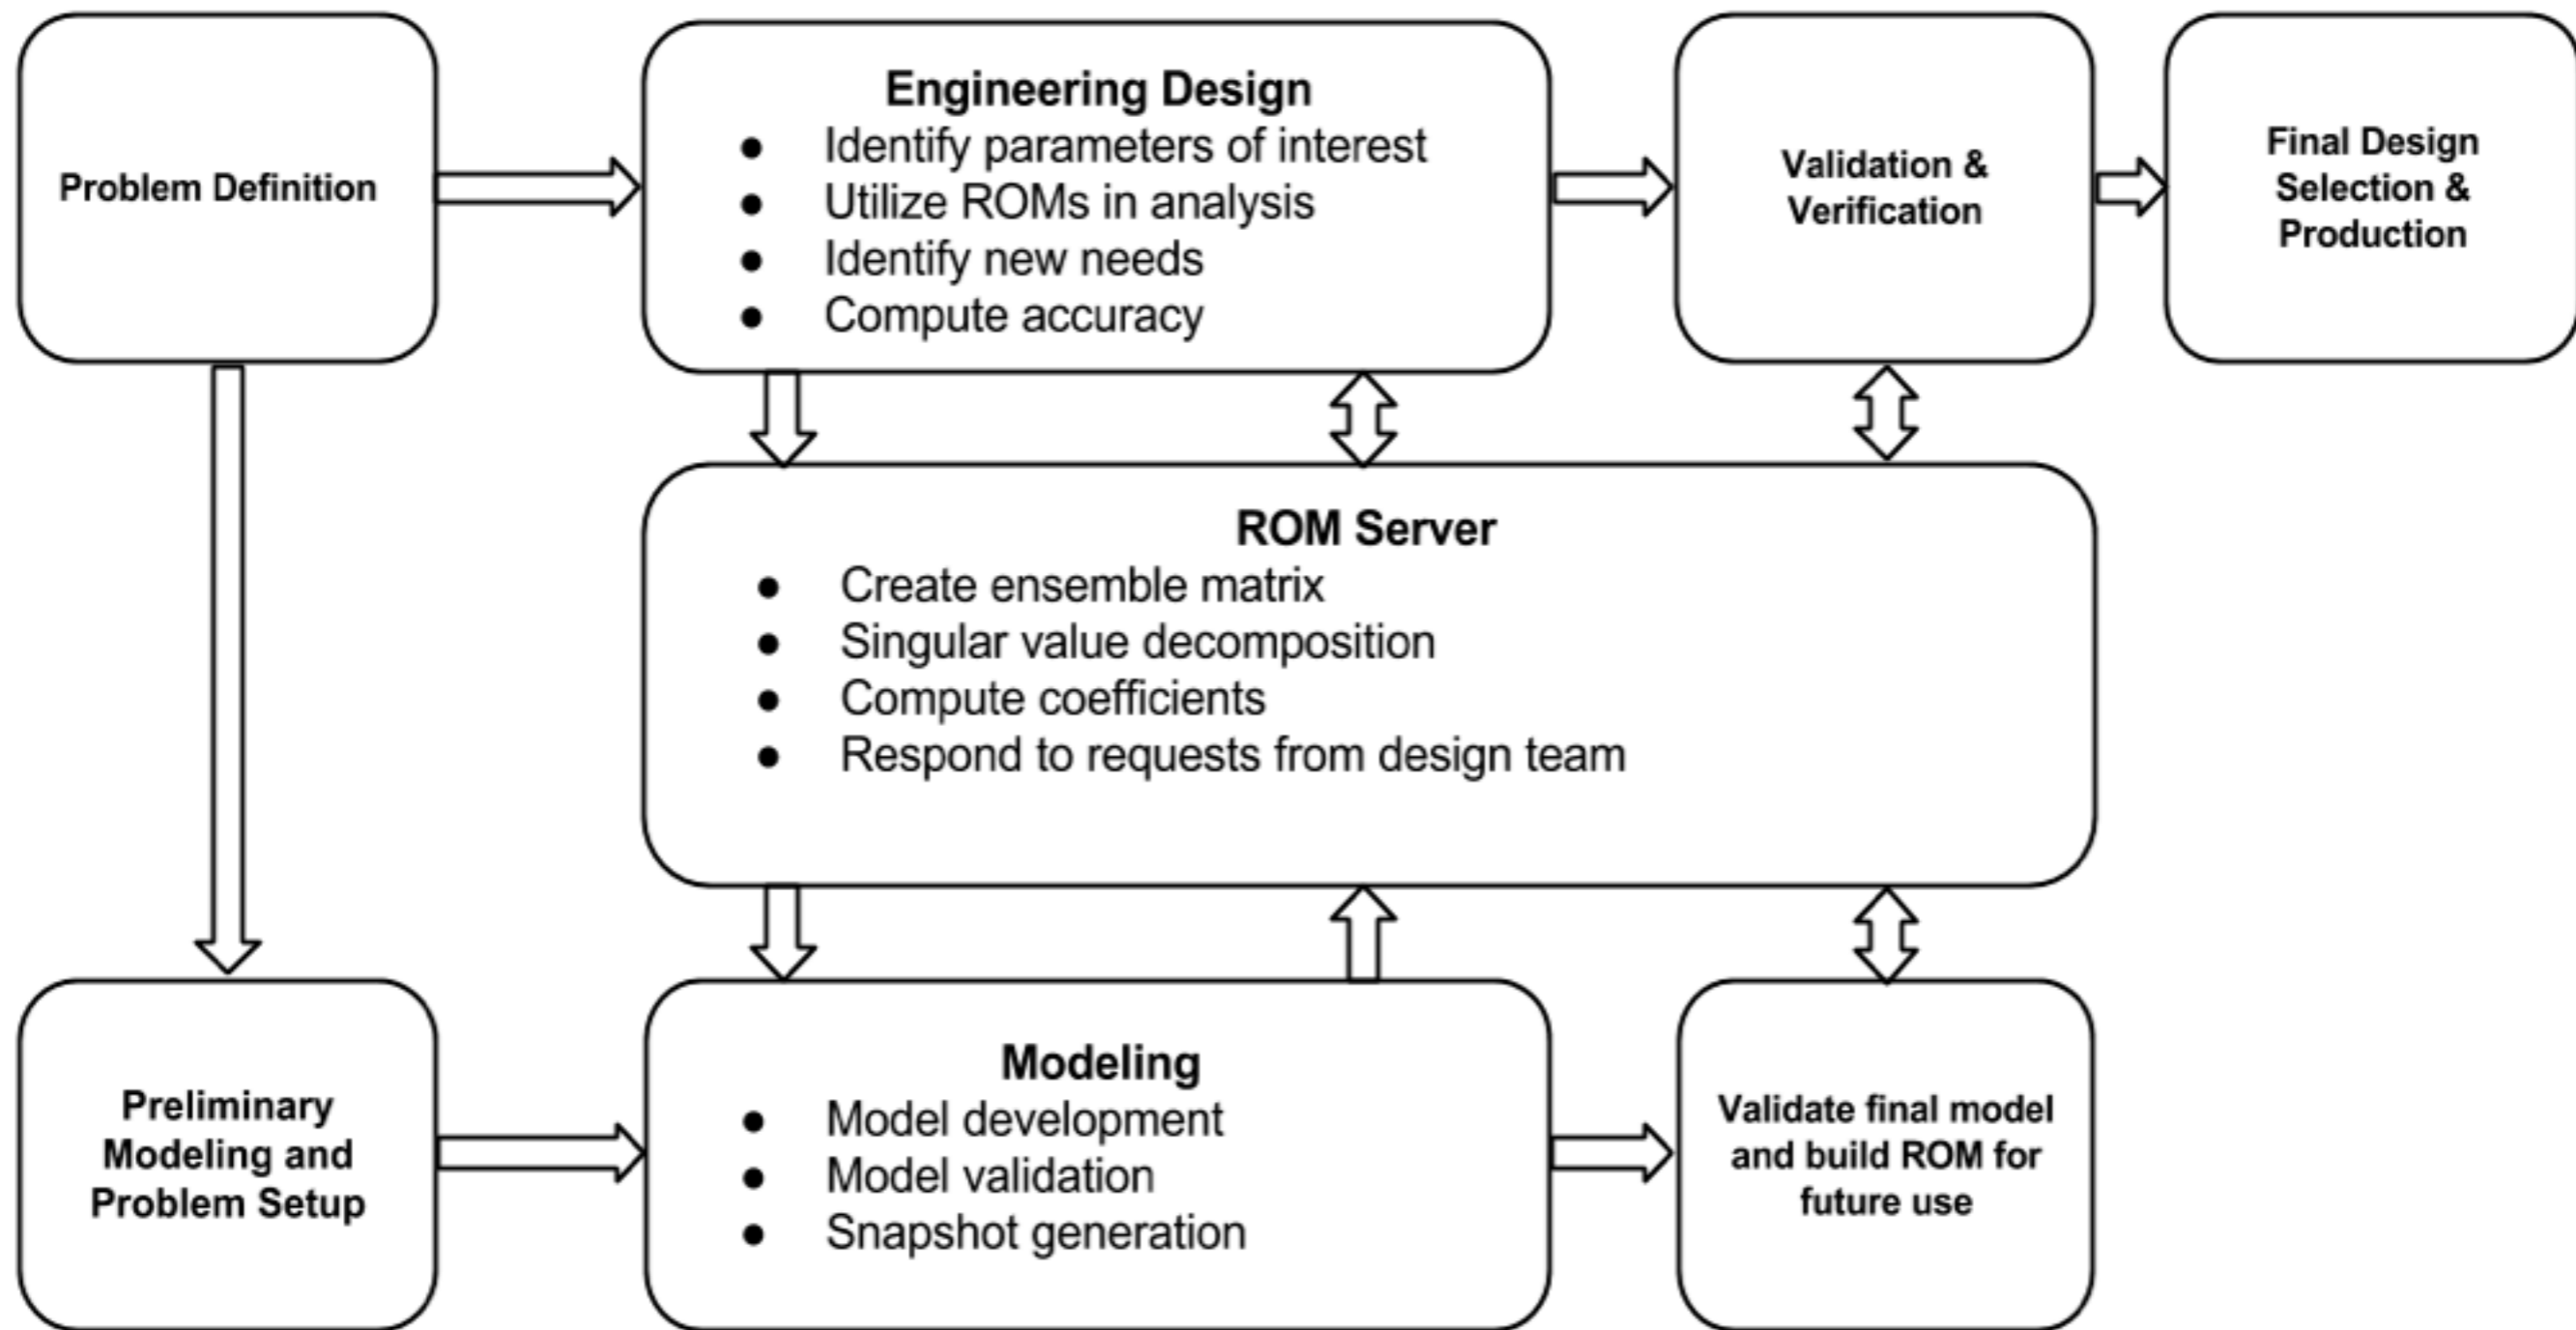 Problem Definition
Engineering Design
● Identify parameters of interest
● Utilize ROMs in analysis
● Identify new needs
● Compute accuracy
Validation &
Verification
Final Design
Selection &
Production
ROM Server
● Create ensemble matrix
● Singular value decomposition
● Compute coefficients
● Respond to requests from design team
Preliminary
Modeling and
Problem Setup
Modeling
● Model development
● Model validation
● Snapshot generation
Validate final model
and build ROM for
future use